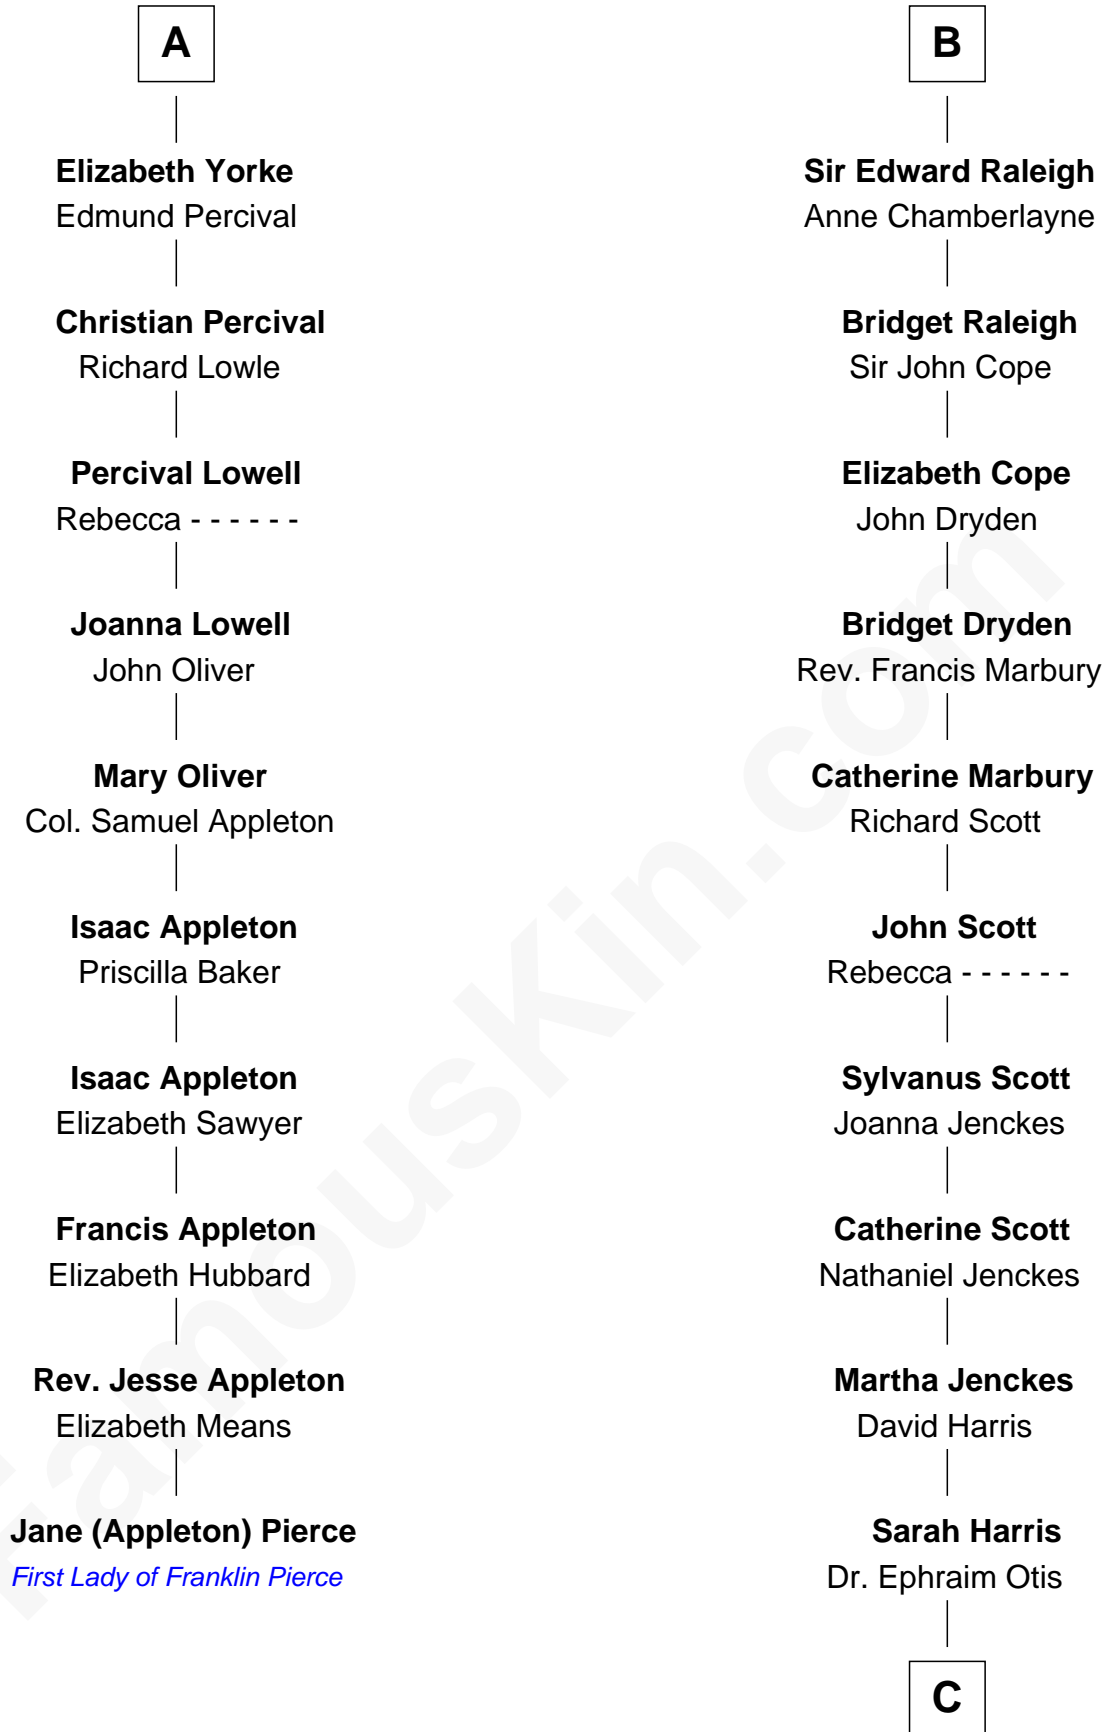 A
Elizabeth Yorke
Edmund Percival
Christian Percival
Richard Lowle
Percival Lowell
Rebecca - - - - - -
Joanna Lowell
John Oliver
Mary Oliver
Col. Samuel Appleton
Isaac Appleton
Priscilla Baker
Isaac Appleton
Elizabeth Sawyer
Francis Appleton
Elizabeth Hubbard
Rev. Jesse Appleton
Elizabeth Means
Jane (Appleton) Pierce
First Lady of Franklin Pierce
B
Sir Edward Raleigh
Anne Chamberlayne
Bridget Raleigh
Sir John Cope
Elizabeth Cope
John Dryden
Bridget Dryden
Rev. Francis Marbury
Catherine Marbury
Richard Scott
John Scott
Rebecca - - - - - -
Sylvanus Scott
Joanna Jenckes
Catherine Scott
Nathaniel Jenckes
Martha Jenckes
David Harris
Sarah Harris
Dr. Ephraim Otis
C
FamousKin.com